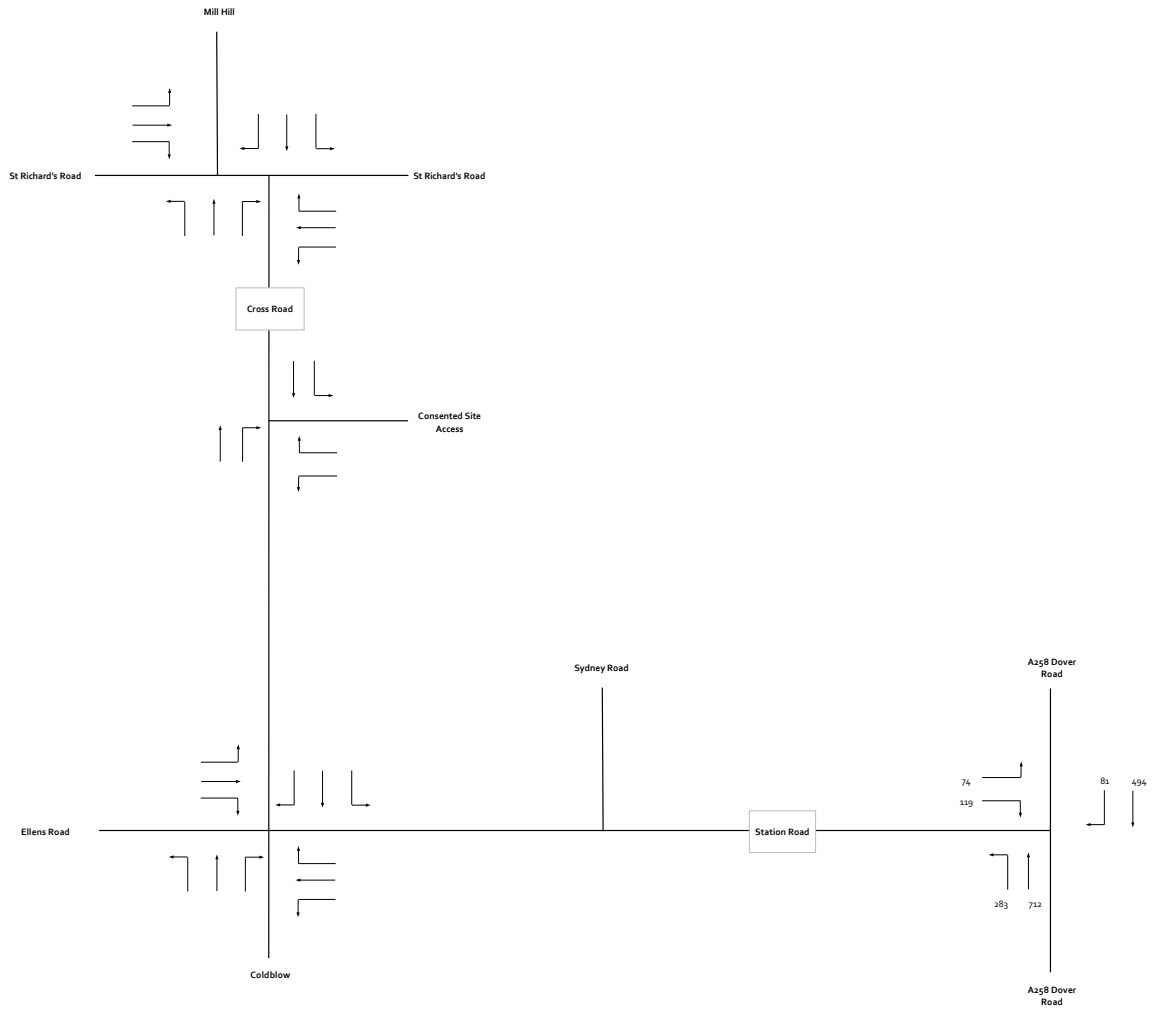 Mill Hill
St Richard's Road
St Richard's Road
Cross Road
Consented Site
Access
Sydney Road
A258 Dover
Road
74
119
81
494
Ellens Road
Station Road
283
712
Coldblow
A258 Dover
Road